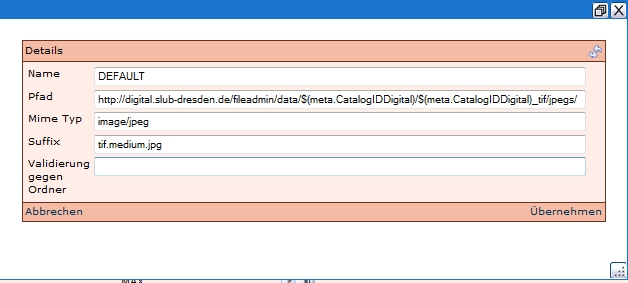 Details
Name DEFAULT
Pfad http://digital.slub-dresden.de/fileadmin/data/$(meta.CatalogIDDigital)/$(meta.CatalogIDDigital)_tif/jpegs/
Mime Typ image/jpeg
Suffix tif.medium.jpg
Validierung
gegen
Ordner
Abbrechen Übernehmen